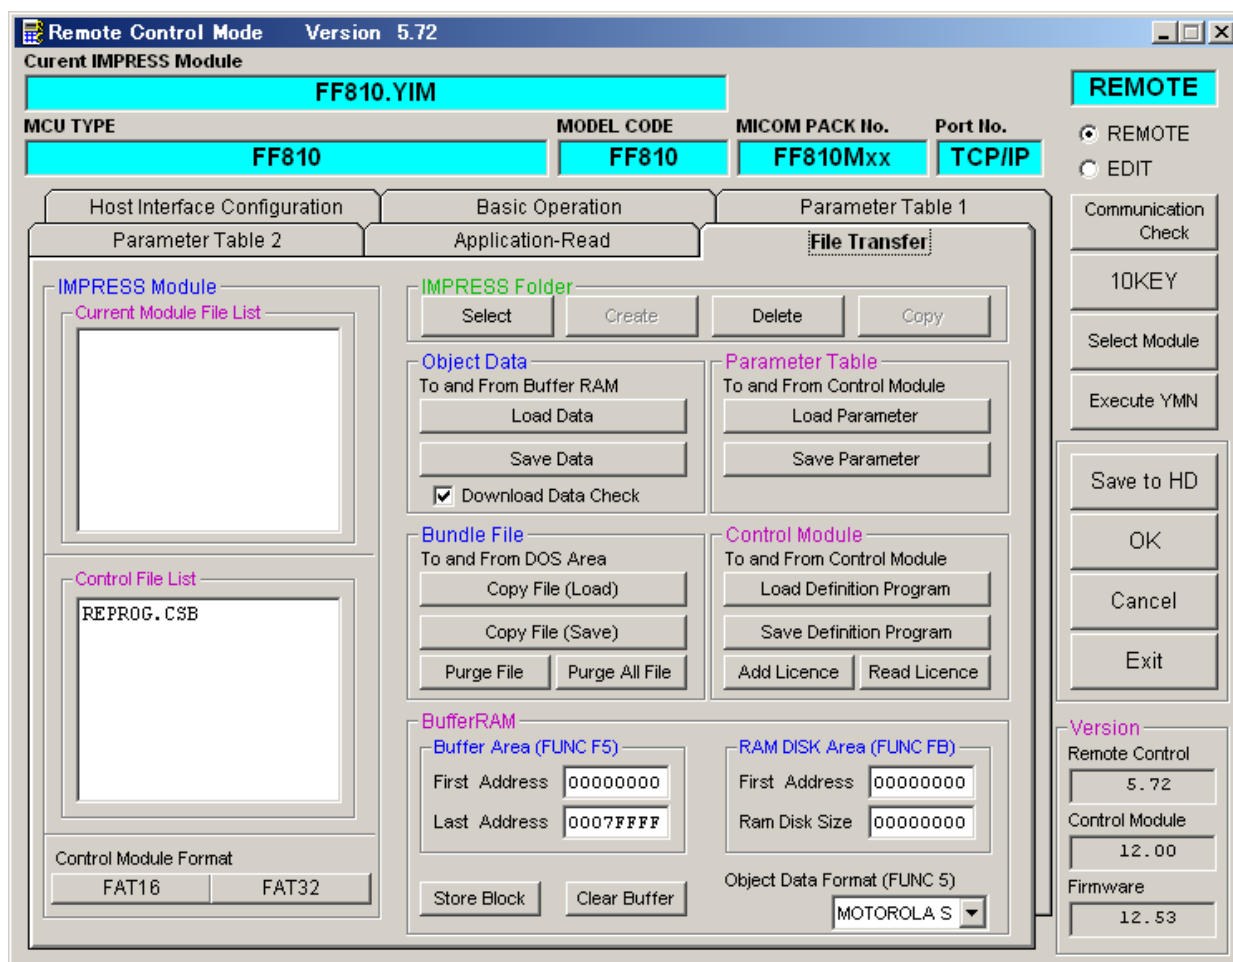 Remote Control Mode Version 5.72
Curent IMPRESS Module
FF810.YIM
REMOTE
MCU TYPE
MODEL CODE
MICOM PACK No.
Port No.
FF810
FF810
FF810Mxx
TCP/IP
REMOTE
EDIT
Host Interface Configuration
Basic Operation
Parameter Table 1
Parameter Table 2
Application-Read
File Transfer
Communication
Check
10KEY
Select Module
Execute YMN
Save to HD
OK
Cancel
Exit
IMPRESS Module
Current Module File List
Control File List
REPROG.CSB
Control Module Format
FAT16
FAT32
IMPRESS Folder
Select
Create
Delete
Copy
Object Data
To and From Buffer RAM
Load Data
Save Data
Download Data Check
Parameter Table
To and From Control Module
Load Parameter
Save Parameter
Bundle File
To and From DOS Area
Copy File (Load)
Copy File (Save)
Purge File
Purge All File
Control Module
To and From Control Module
Load Definition Program
Save Definition Program
Add Licence
Read Licence
BufferRAM
Buffer Area (FUNC F5)
First Address 00000000
Last Address 0007FFFF
RAM DISK Area (FUNC FB)
First Address 00000000
Ram Disk Size 00000000
Store Block
Clear Buffer
Object Data Format (FUNC 5)
MOTOROLA S
Version
Remote Control
5.72
Control Module
12.00
Firmware
12.53